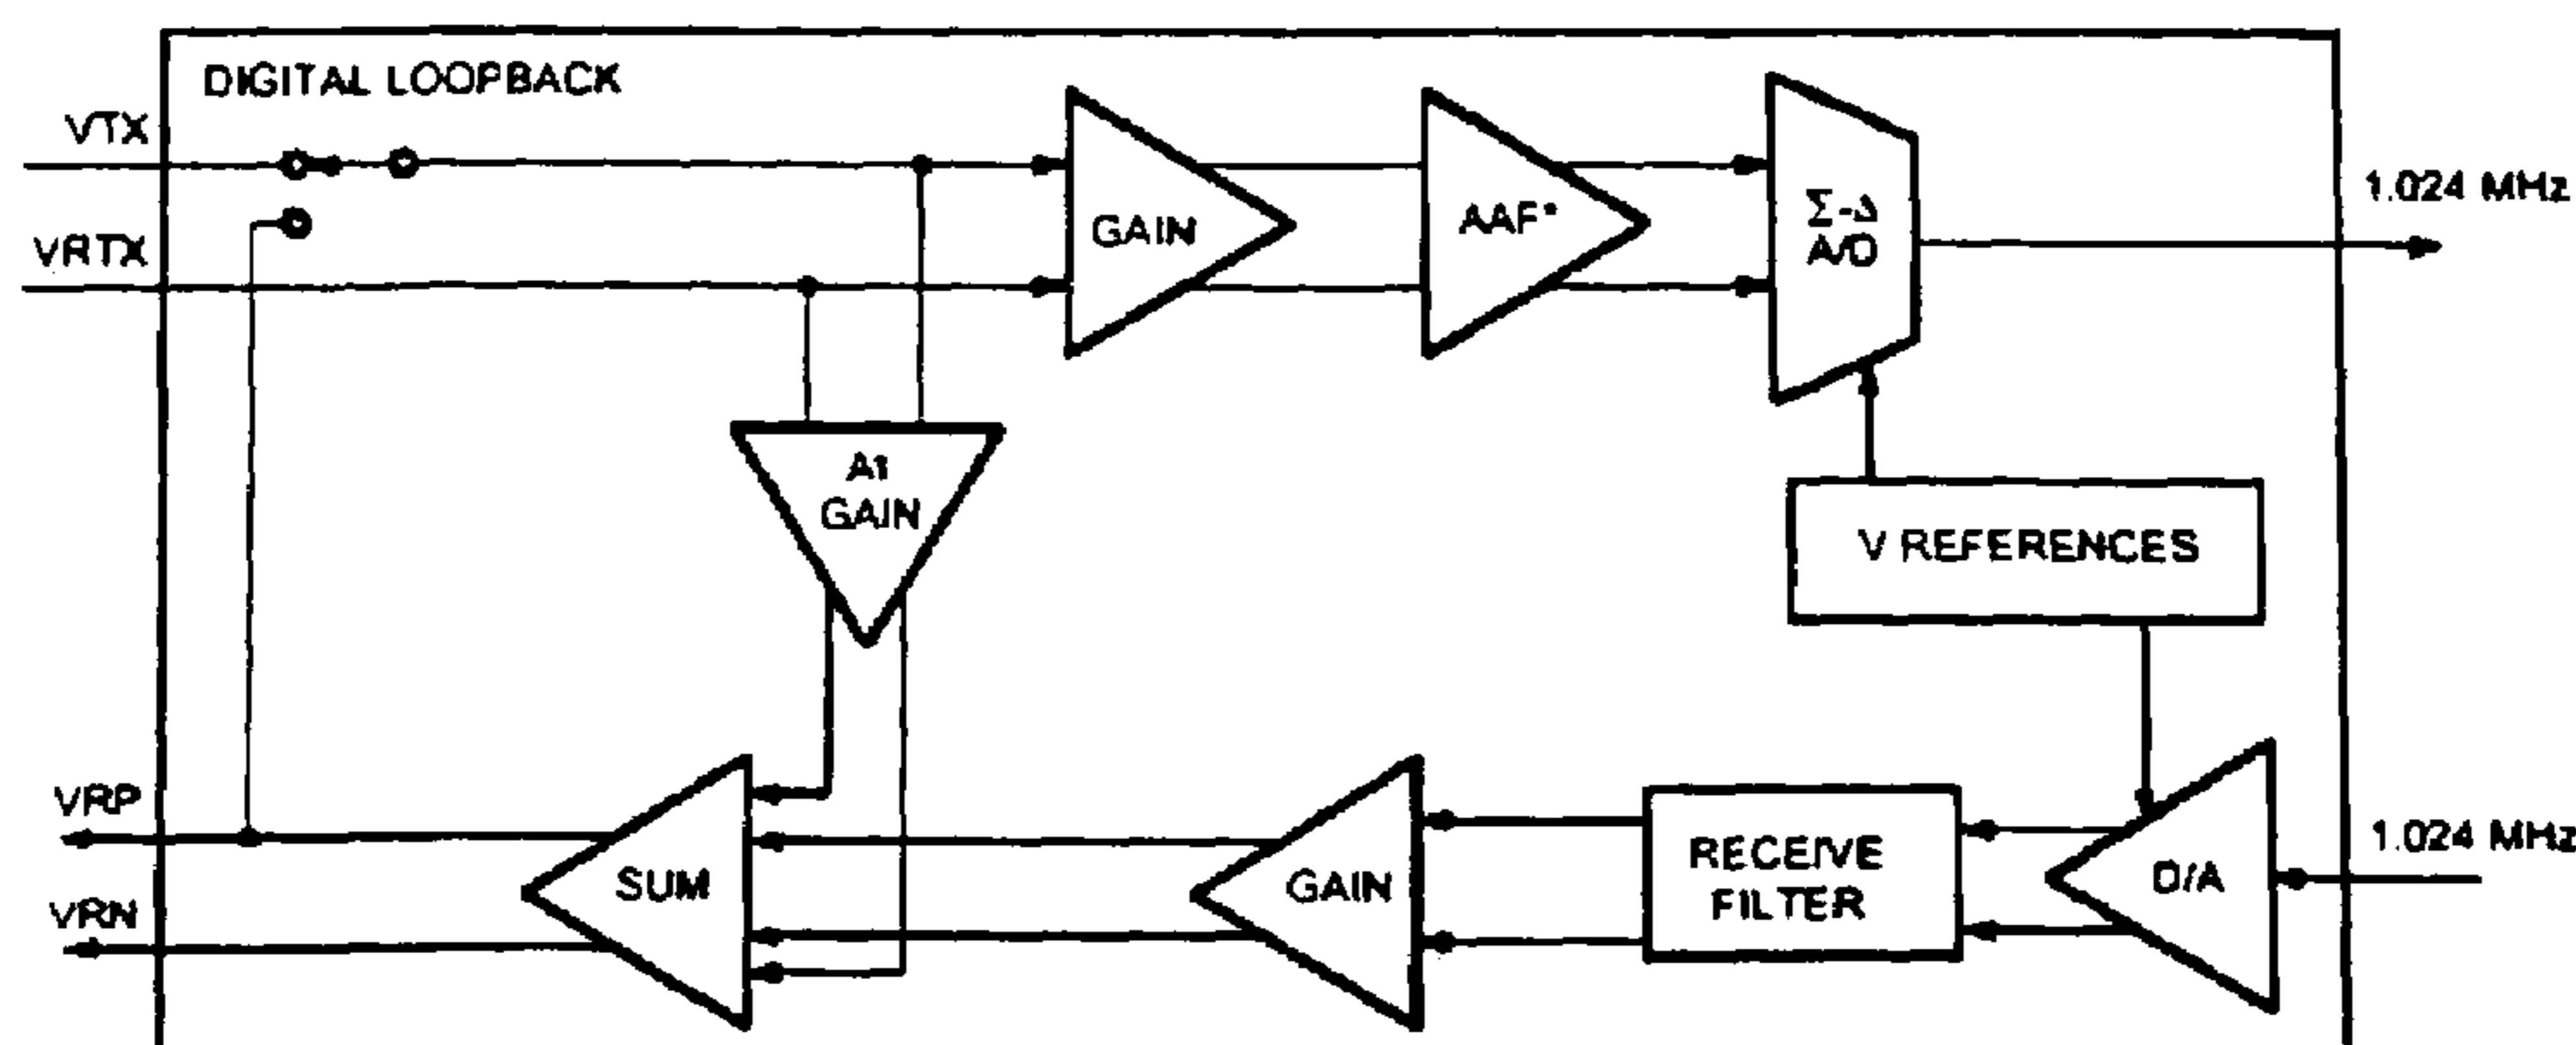 DIGITAL LOOPBACK
VTX
VRTX
GAIN
AAF*
Σ-Δ
A/D
1.024 MHz
A1
GAIN
V REFERENCES
VRP
VRN
SUM
GAIN
RECEIVE
FILTER
D/A
1.024 MHz